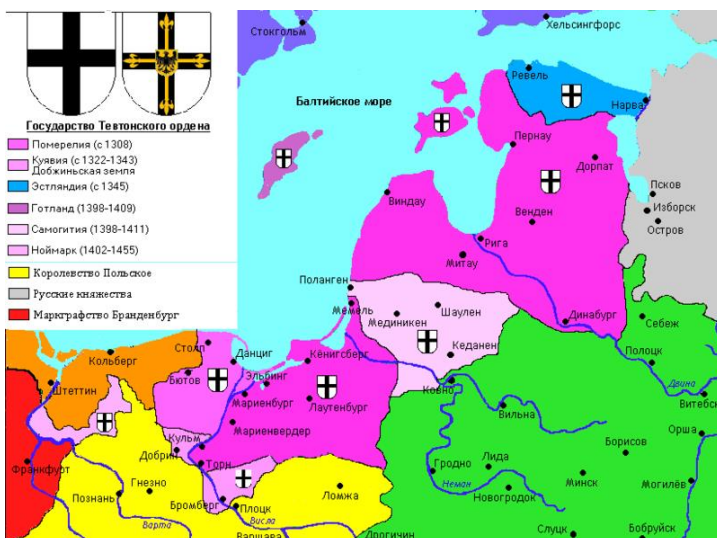 Стокгольм
Хельсингфорс
Ревель
Нарва
Балтийское море
Государство Тевтонского ордена
Померелия (с 1308)
Куявия (с 1322-1343)
Добжиньская земля
Эстляндия (с 1345)
Готланд (1398-1409)
Самогития (1398-1411)
Ноймарк (1402-1455)
Королевство Польское
Русские княжества
Маркграфство Бранденбург
Пернау
Дорпат
Псков
Изборск
Остров
Виндау
Венден
Рига
Митау
Поланген
Мемель
Шаулен
Медникен
Кеданен
Динабург
Себеж
Полоцк
Двина
Витебск
Столп
Данциг
Кольберг
Кёнигсберг
Бютов
Эльбинг
Штеттин
Мариенбург
Лаутенбург
Ковно
Вильна
Орша
Мариенвердер
Кульм
Добрин
Торн
Франкфурт
Гнезно
Познань
Бромберг
Плоцк
Ломжа
Гродно
Лида
Борисов
Неман
Новогродок
Минск
Могилёв
Варта
Висла
Варшава
Дрогичин
Слуцк
Бобруйск